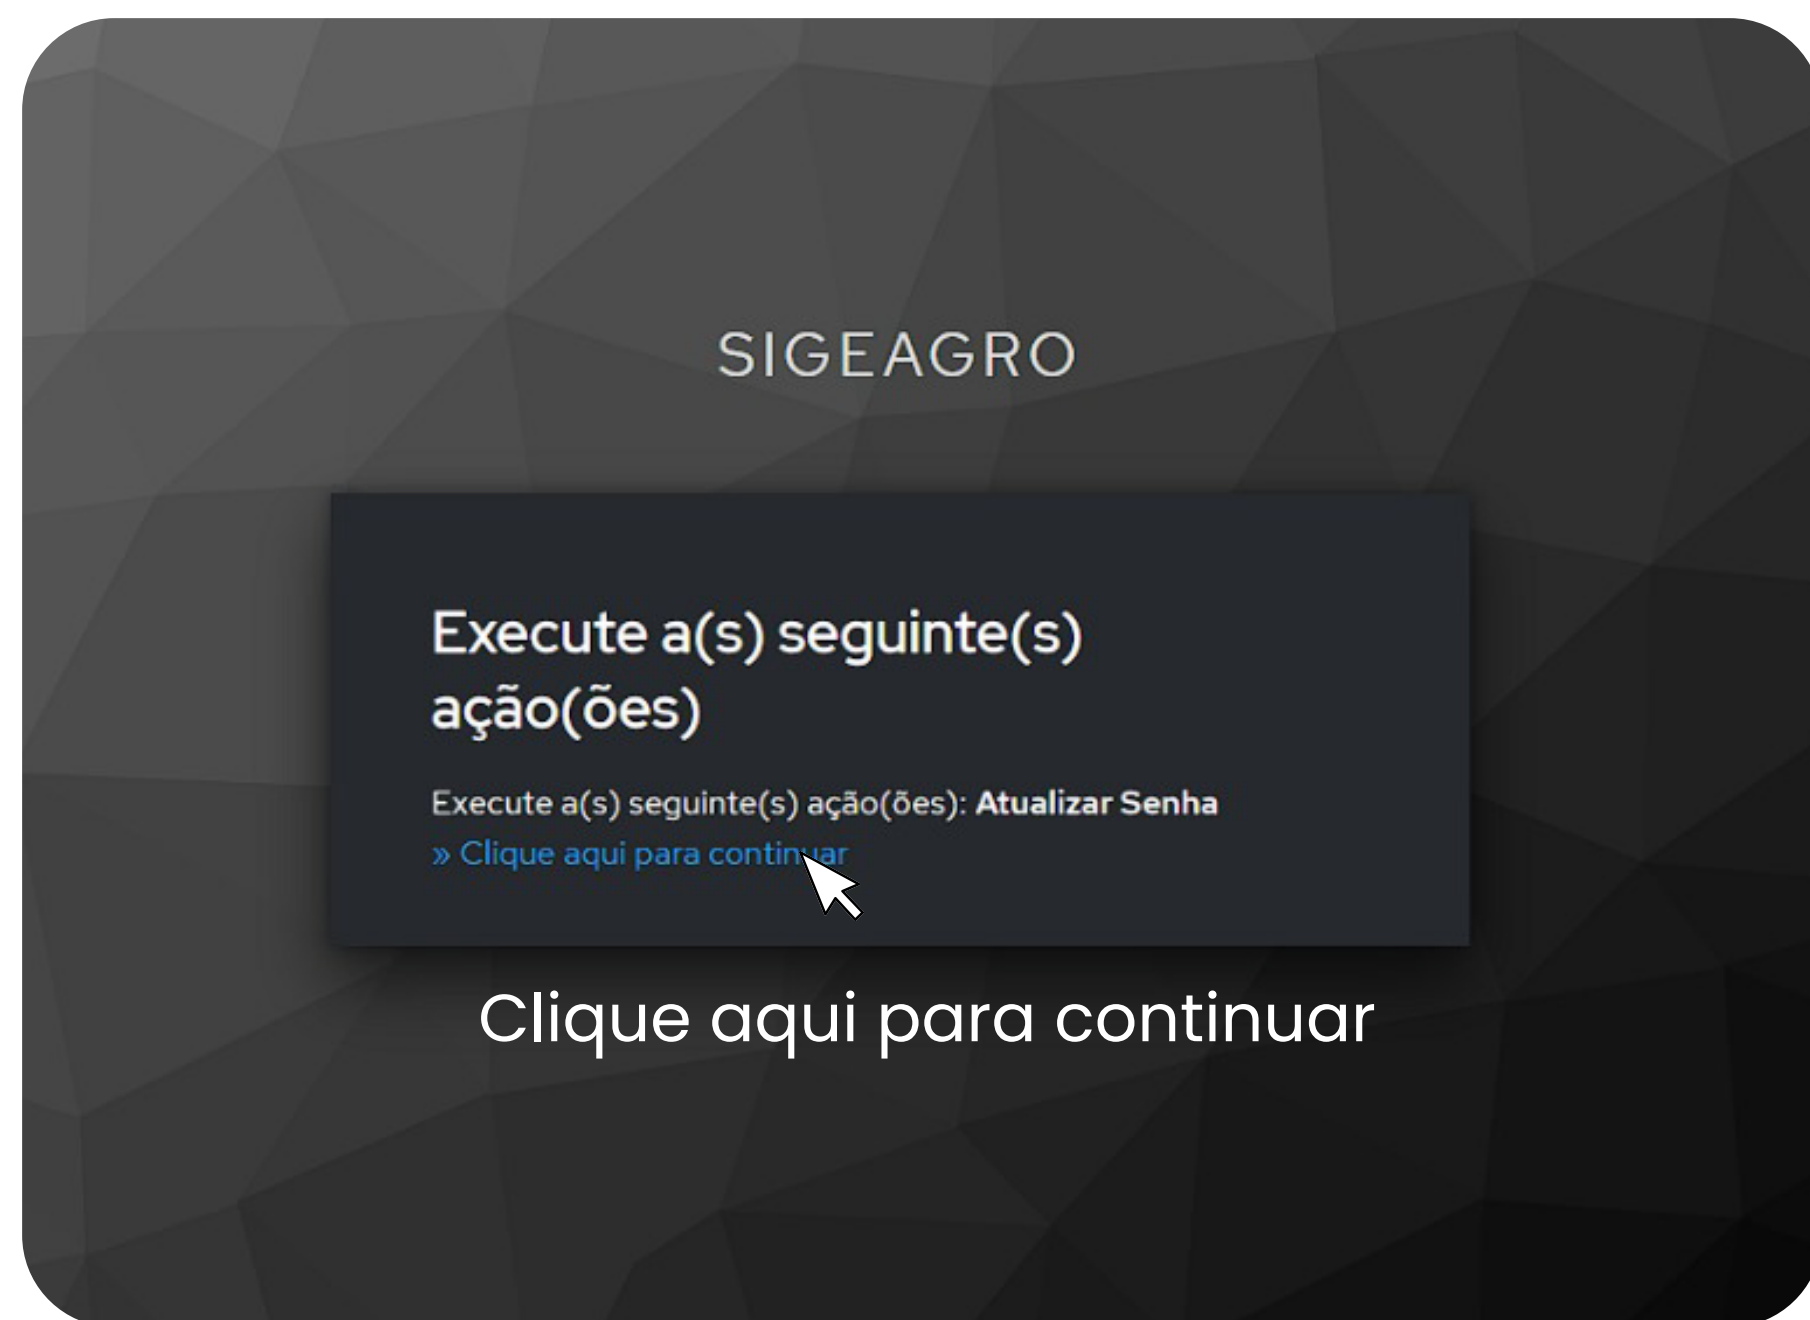 SIGEAGRO
Execute a(s) seguinte(s)
ação(ões)
Execute a(s) seguinte(s) ação(ões): Atualizar Senha
» Clique aqui para continuar
Clique aqui para continuar